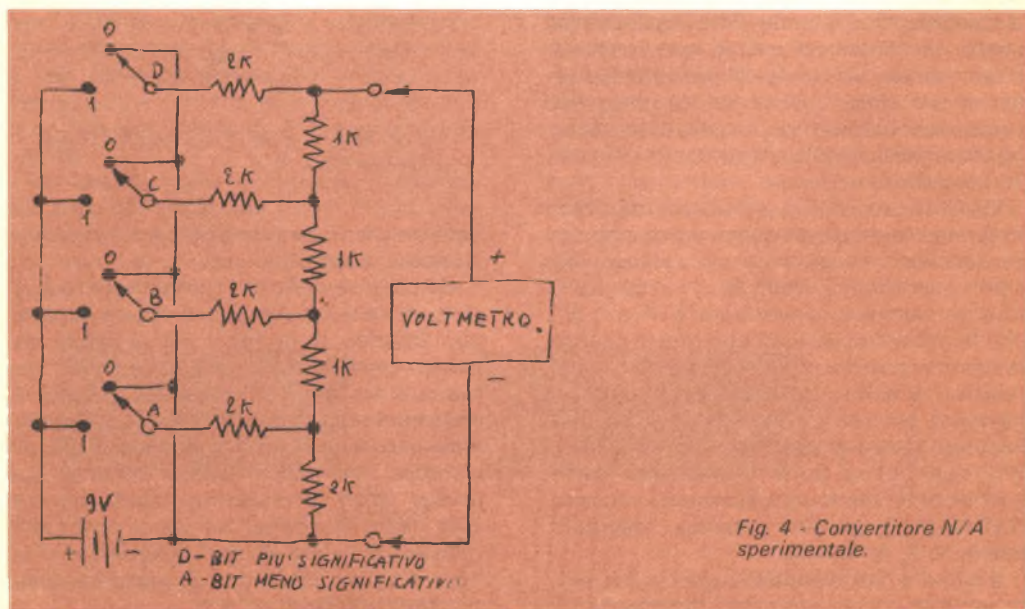 0
D
2K
1
1K
0
C
2K
1
1K
0
B
2K
+
VOLTMETRO.
1
1K
-
0
A
2K
1
2K
9V
+ -
D - BIT PIU' SIGNIFICATIVO
A - BIT MENO SIGNIFICATIVO
Fig. 4 - Convertitore N/A
sperimentale.